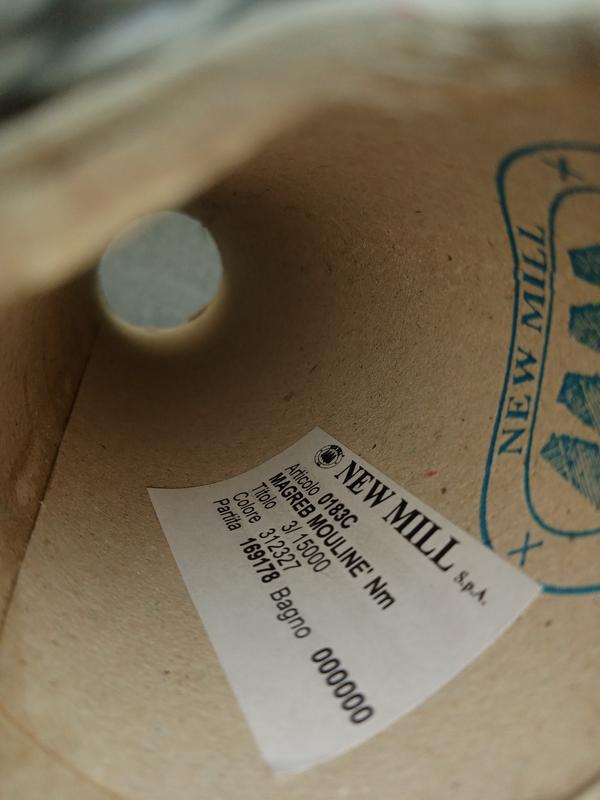 NEW MILL
NEW MILL S.p.A.
Articolo 0183C
MAGREB MOULINE' Nm
Titolo 3/15000
Colore 312327
Partita 169178 Bagno 000000